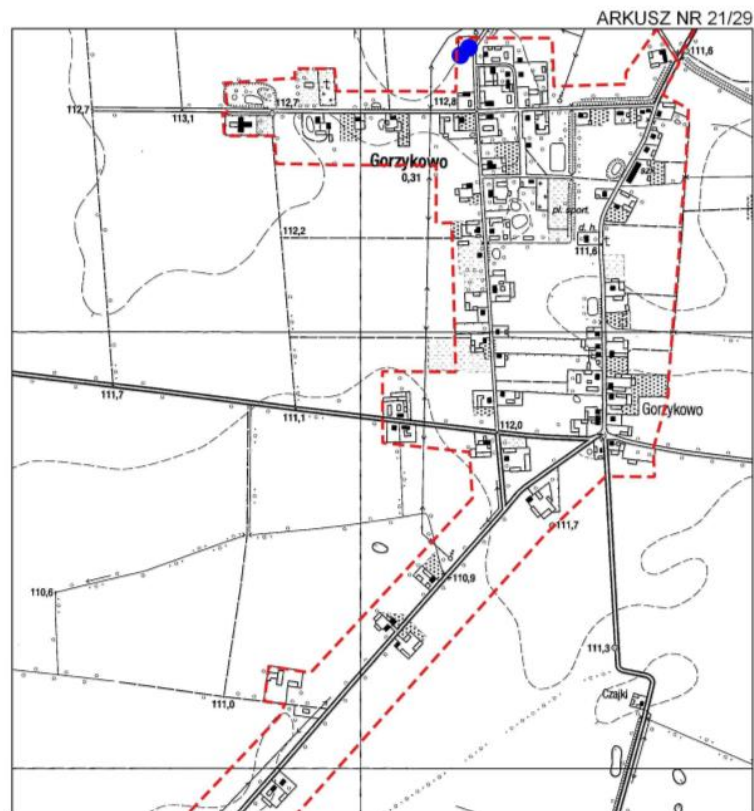 ARKUSZ NR 21/29
111,6
112,7
113,1
112,7
112,8
Gorzykowo
0,31
szk.
pl. sport.
d. h.
111,6
112,2
111,7
111,1
112,0
Gorzykowo
111,7
110,9
110,6
111,3
111,0
Czajki